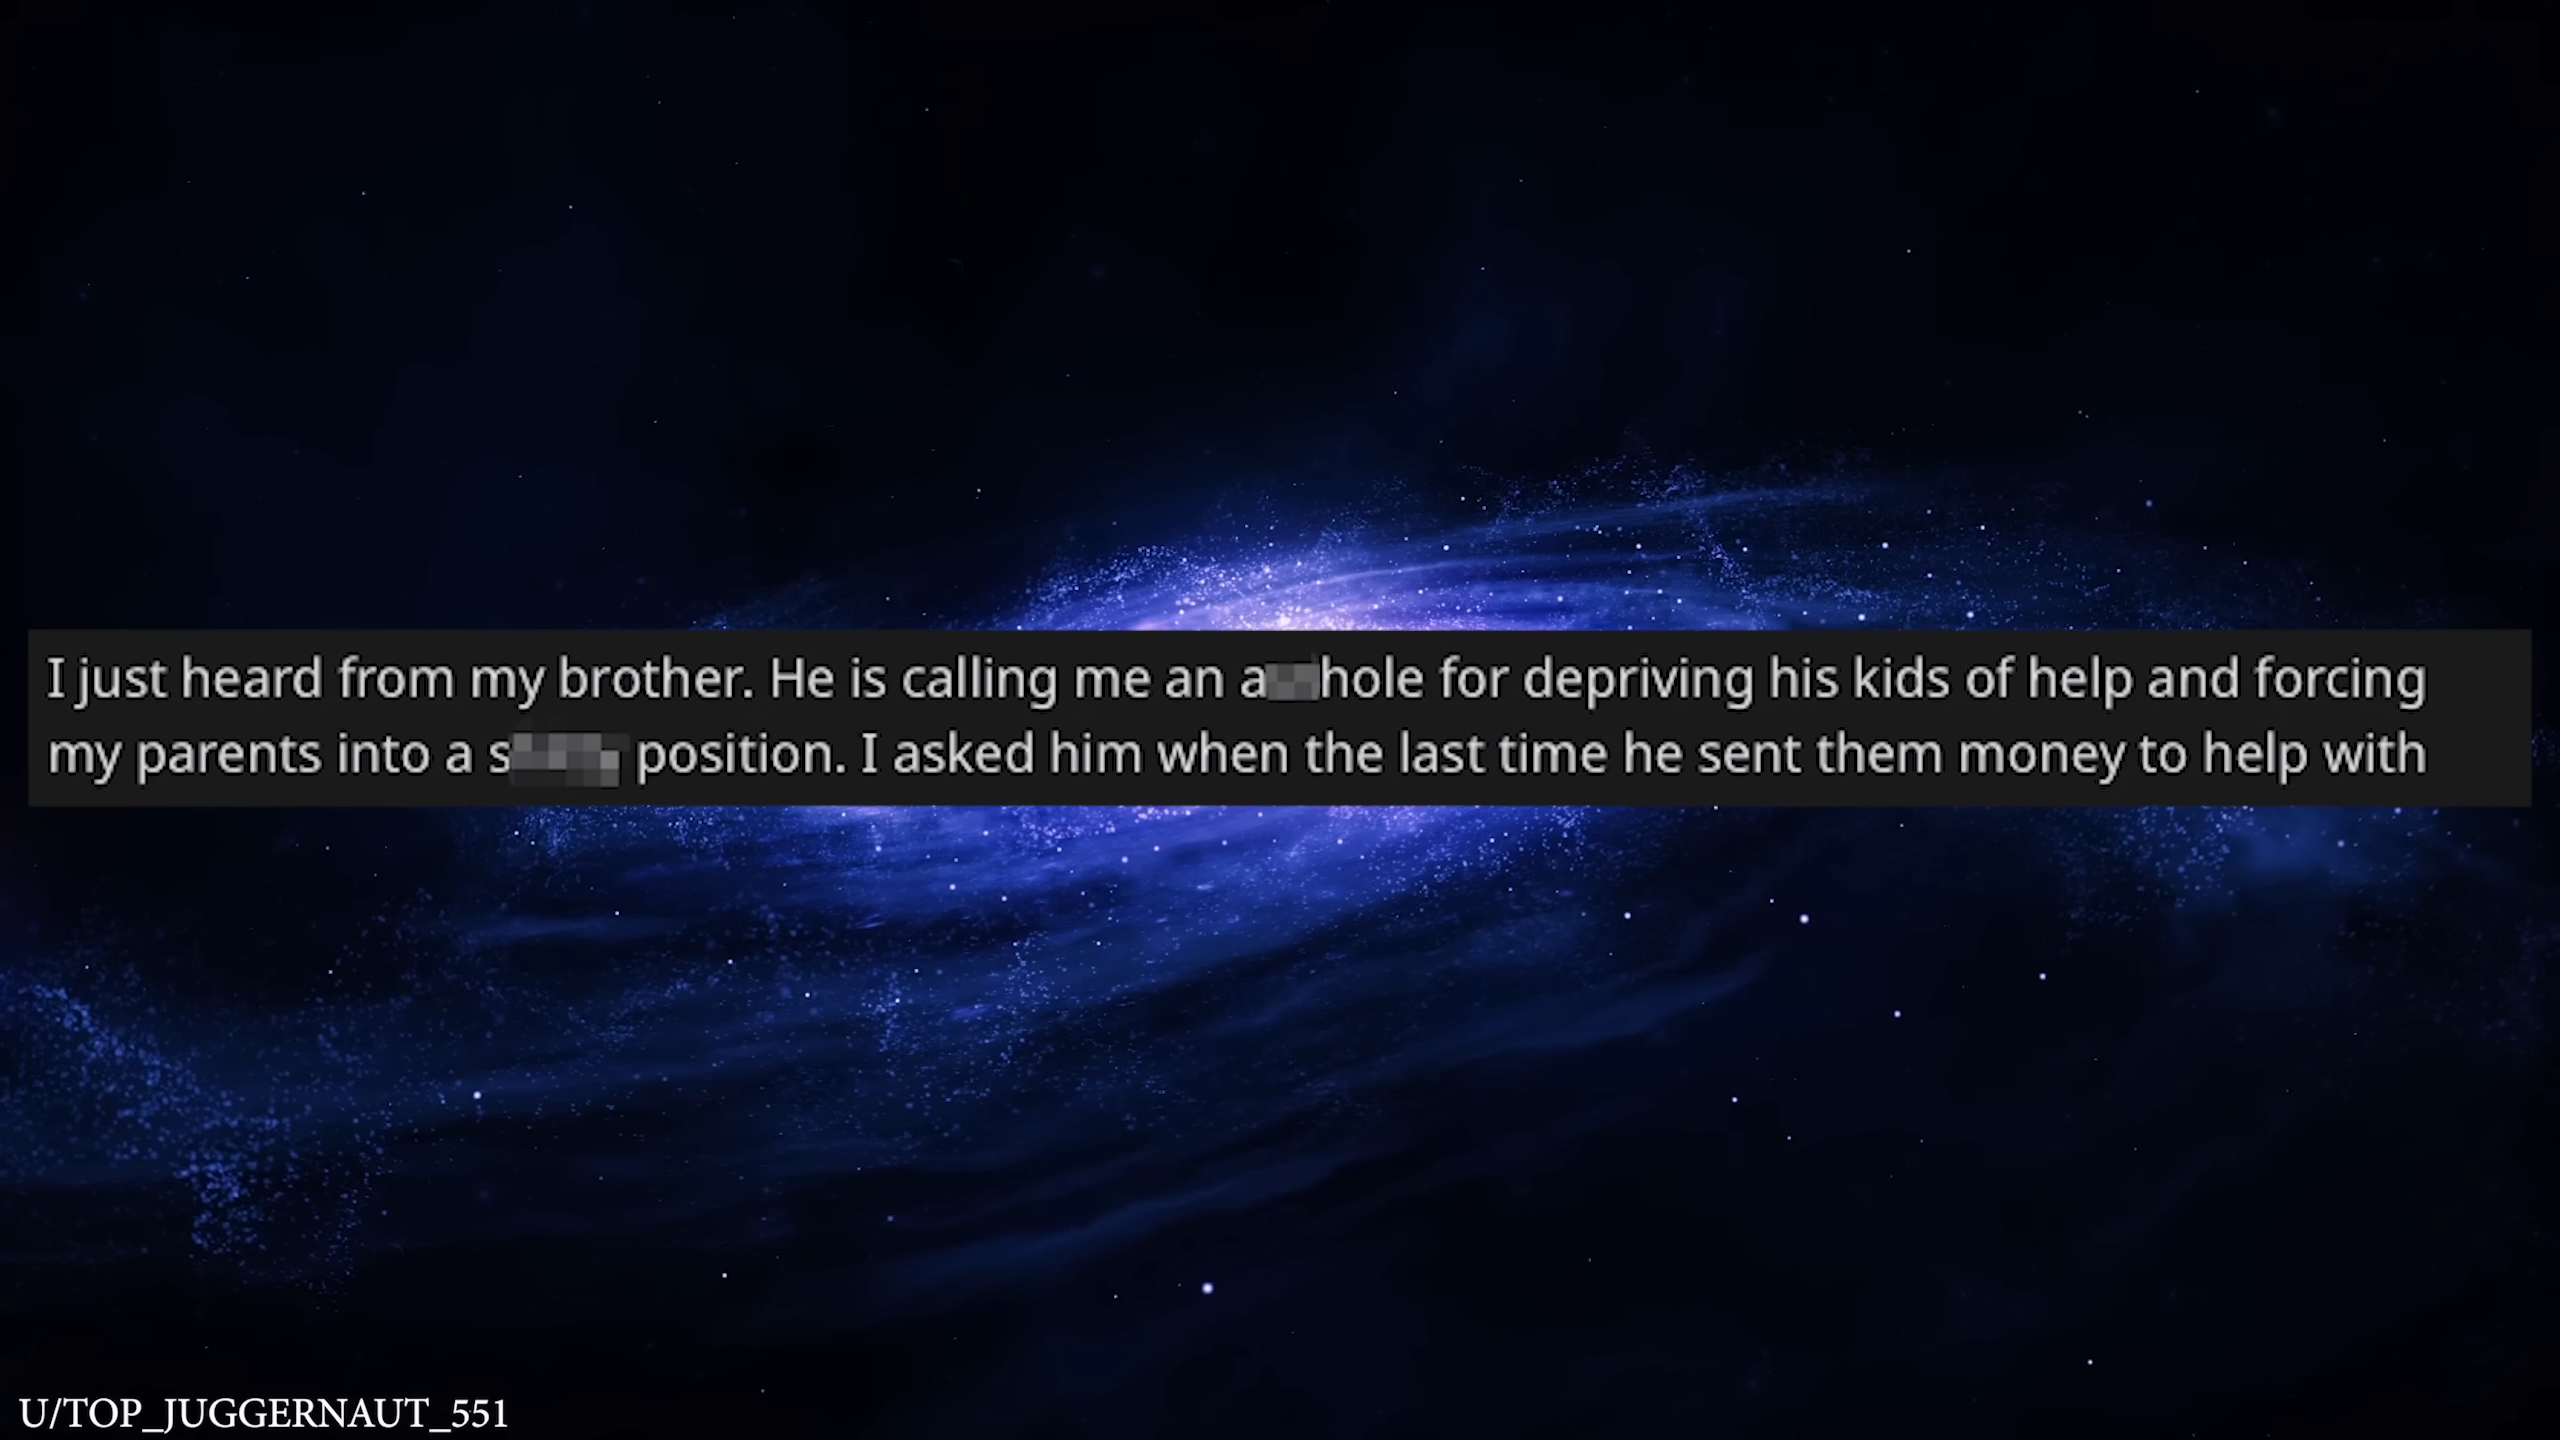 I just heard from my brother. He is calling me an a hole for depriving his kids of help and forcing
my parents into a s position. I asked him when the last time he sent them money to help with
U/TOP_JUGGERNAUT_551